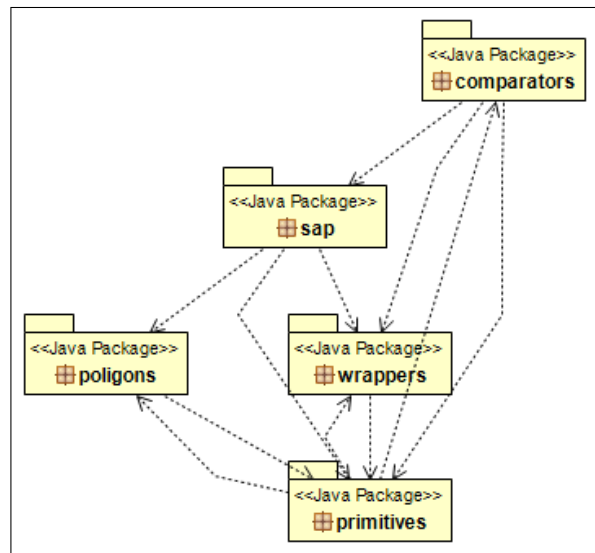 <<Java Package>>
comparators
<<Java Package>>
sap
<<Java Package>>
poligons
<<Java Package>>
wrappers
<<Java Package>>
primitives